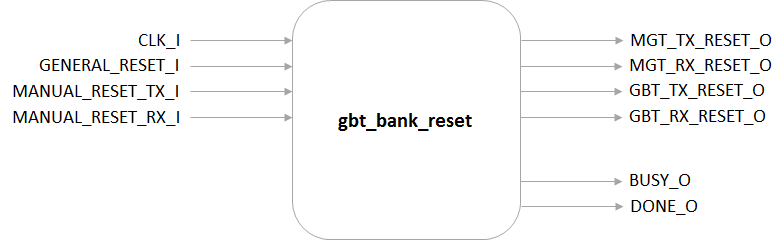 CLK_I
GENERAL_RESET_I
MANUAL_RESET_TX_I
MANUAL_RESET_RX_I
gbt_bank_reset
MGT_TX_RESET_O
MGT_RX_RESET_O
GBT_TX_RESET_O
GBT_RX_RESET_O
BUSY_O
DONE_O